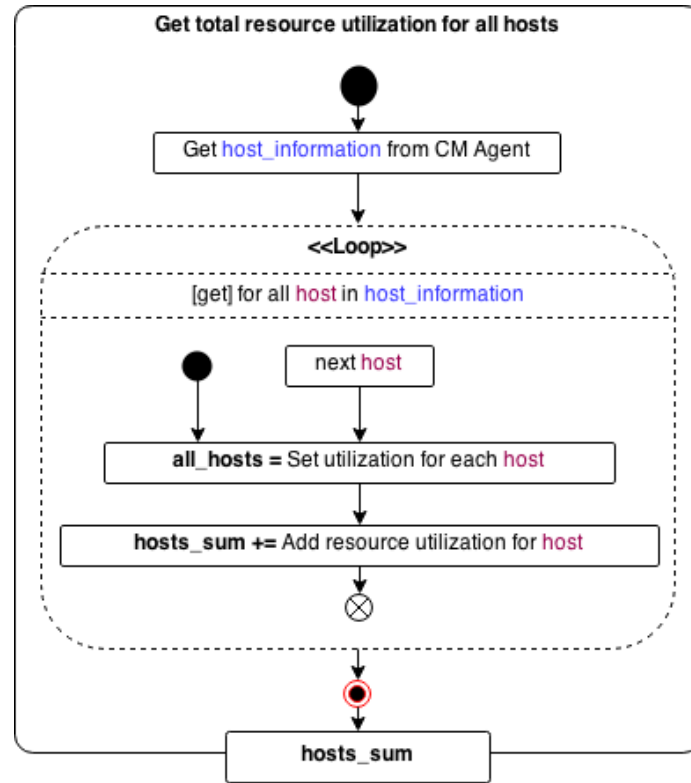 Get total resource utilization for all hosts
Get host_information from CM Agent
<<Loop>>
[get] for all host in host_information
next host
all_hosts = Set utilization for each host
hosts_sum += Add resource utilization for host
hosts_sum